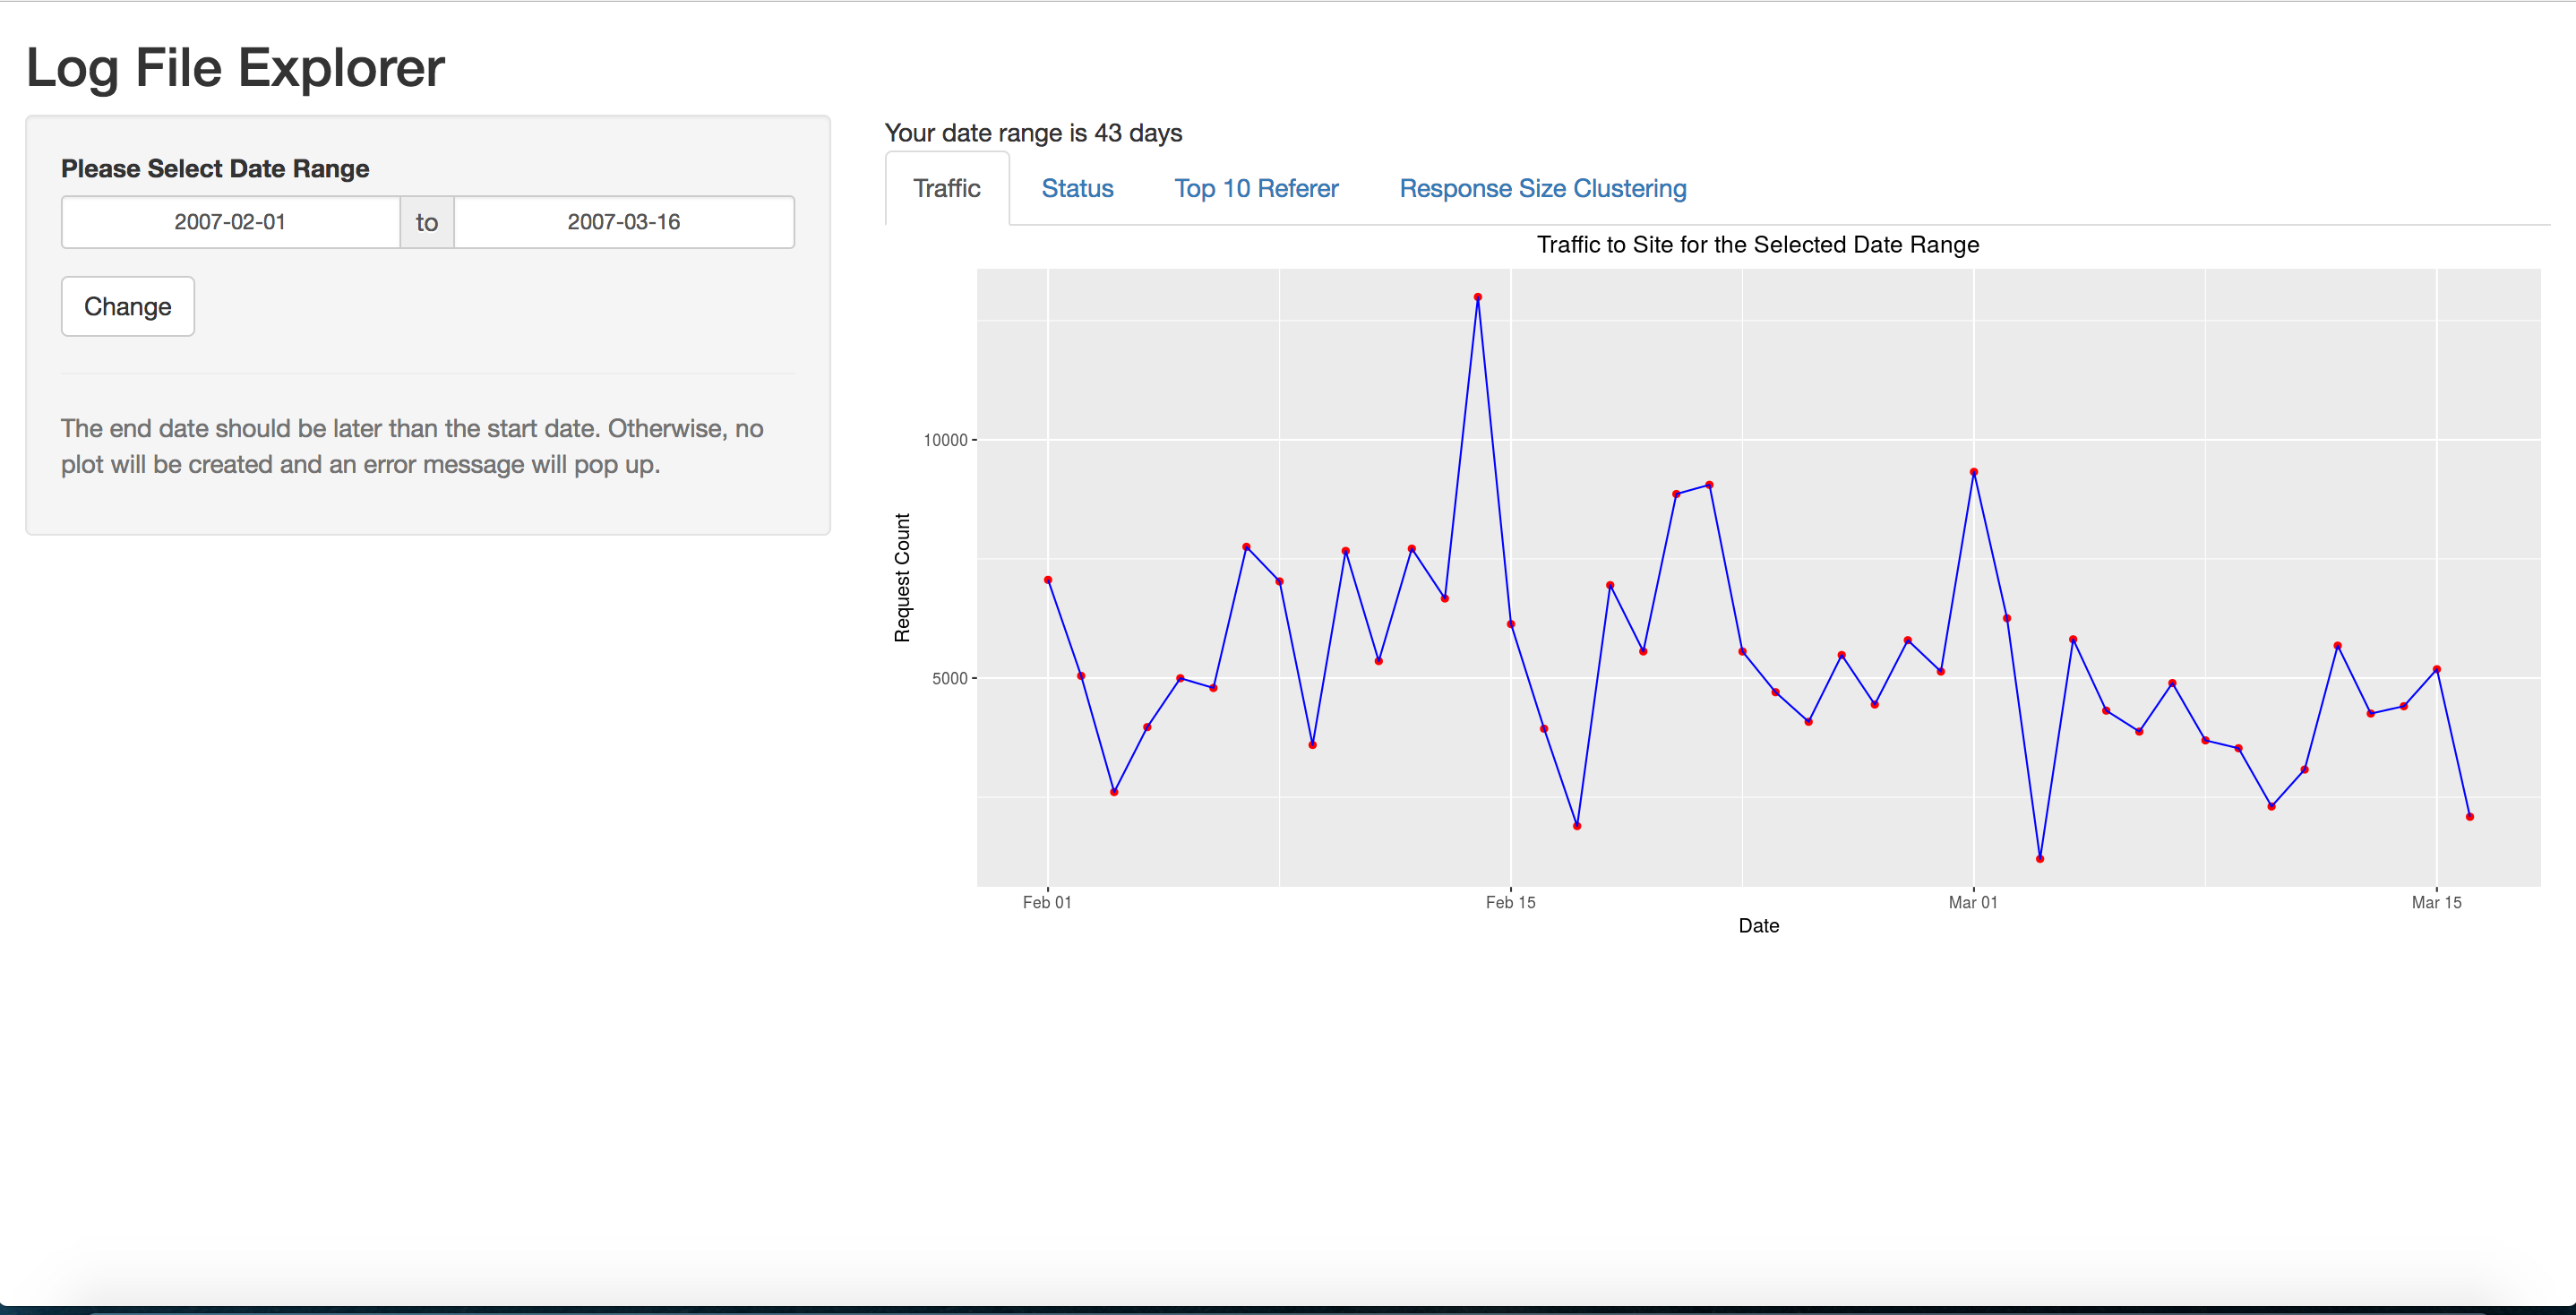 Log File Explorer
Please Select Date Range
2007-02-01 to 2007-03-16
Change
The end date should be later than the start date. Otherwise, no
plot will be created and an error message will pop up.
Your date range is 43 days
Traffic Status Top 10 Referer Response Size Clustering
Traffic to Site for the Selected Date Range
10000
5000
Request Count
Feb 01 Feb 15 Mar 01 Mar 15
Date